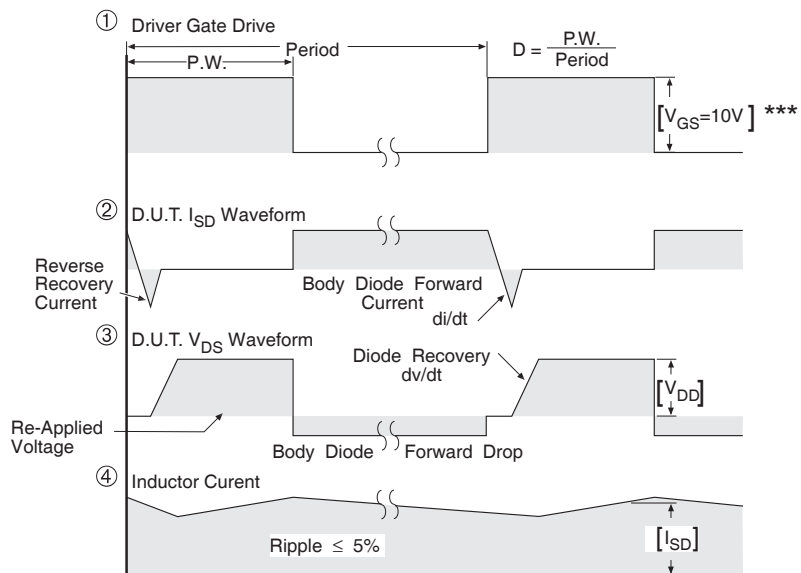 ① Driver Gate Drive
Period
P.W.
D = P.W. / Period
[VGS=10V] ***
② D.U.T. ISD Waveform
Reverse
Recovery
Current
Body Diode Forward
Current
di/dt
③ D.U.T. VDS Waveform
Diode Recovery
dv/dt
[VDD]
Re-Applied
Voltage
Body Diode Forward Drop
④ Inductor Curent
Ripple ≤ 5%
[ISD]